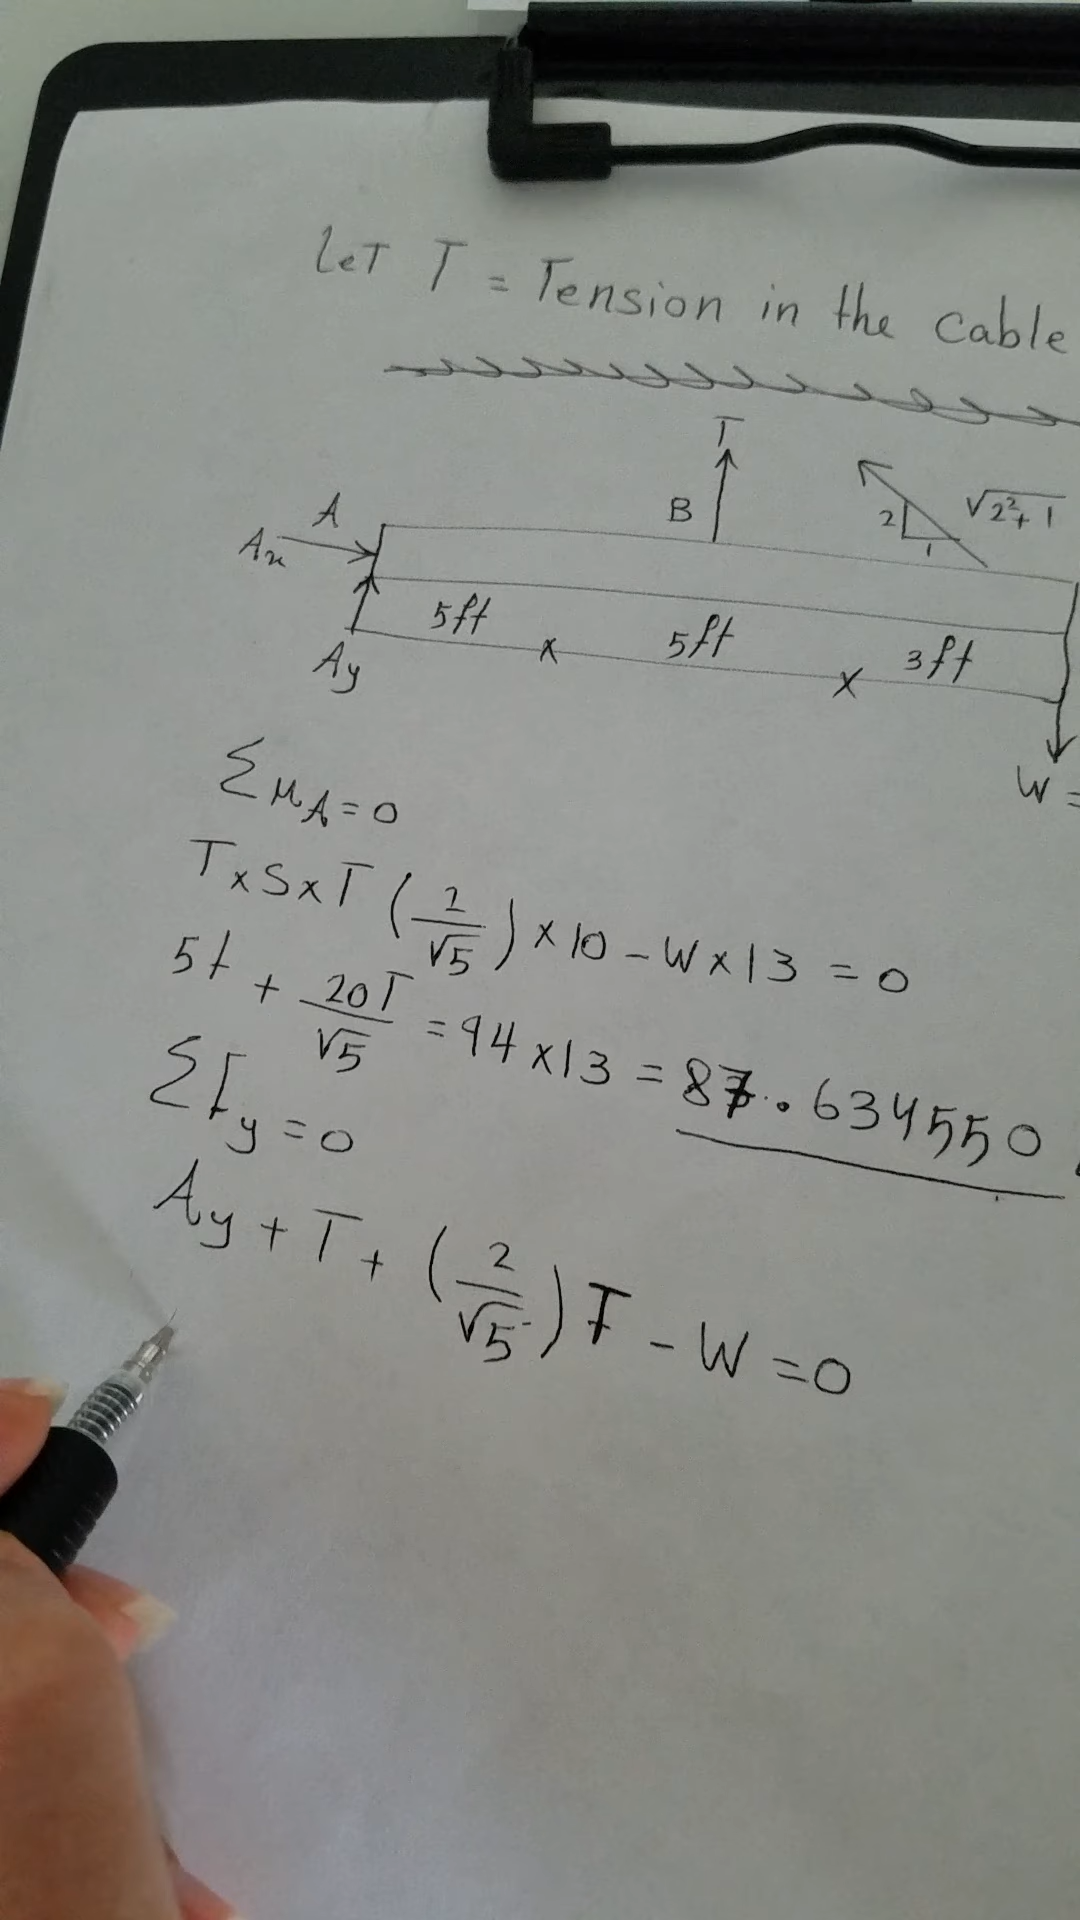 LET T = Tension in the cable
T
B
2
1
√2²+1
A
Ax
Ay
5ft
5ft
3ft
W =
ΣMA=0
T×5×T(2/√5)×10-W×13=0
5t+20T/√5=94×13=87.634550
ΣFy=0
Ay+T+(2/√5)T-W=0